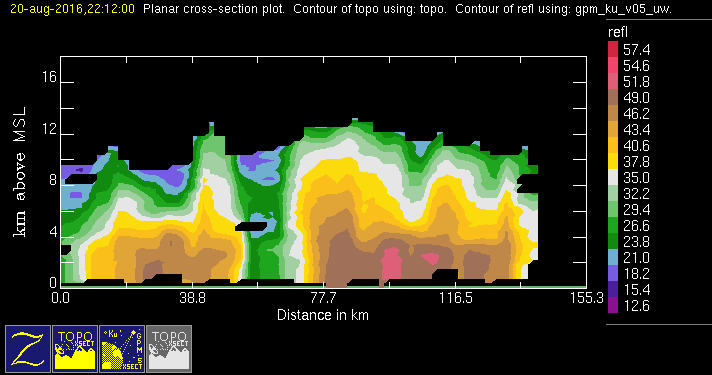 20-aug-2016,22:12:00 Planar cross-section plot. Contour of topo using: topo. Contour of refl using: gpm_ku_v05_uw.
refl
57.4
54.6
51.8
49.0
46.2
43.4
40.6
37.8
35.0
32.2
29.4
26.6
23.8
21.0
18.2
15.4
12.6
km above MSL
16
12
8
4
0
0.0 38.8 77.7 116.5 155.3
Distance in km
Z
TOPO
XSECT
"Ku"
GPM'S
XSECT
TOPO
XSECT